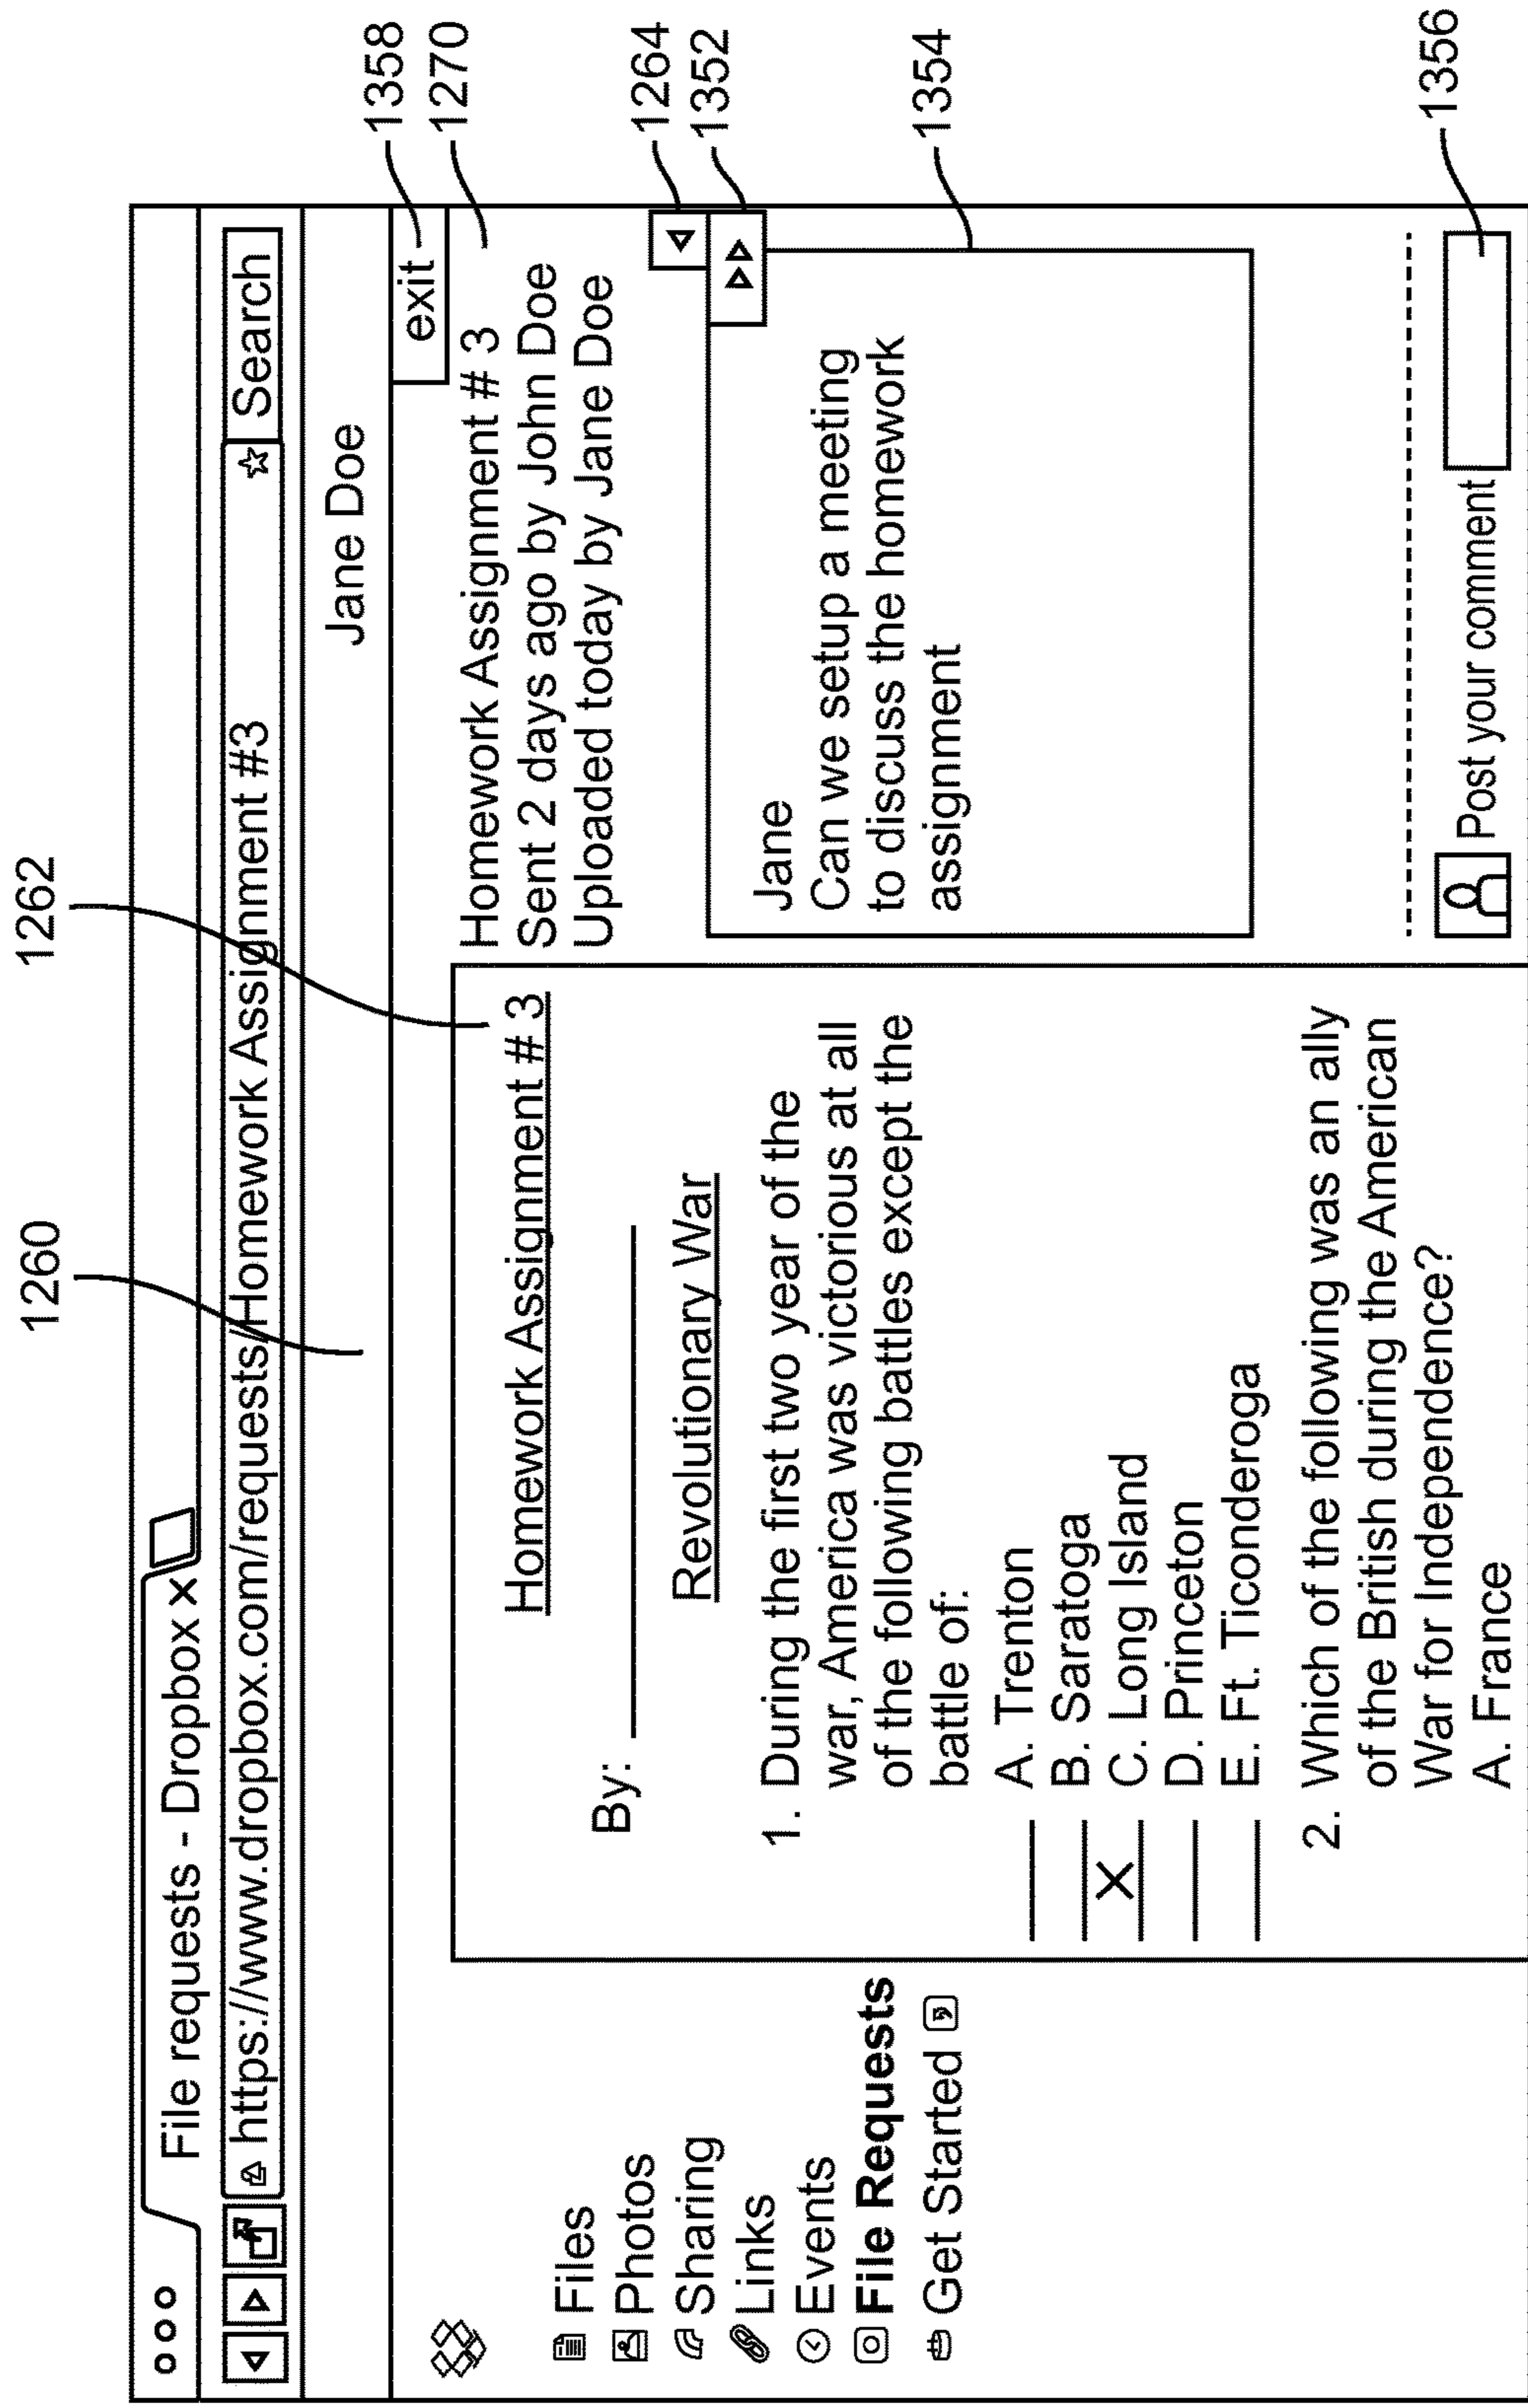 1260
1262
File requests - Dropbox X
https://www.dropbox.com/requests/Homework Assignment #3
Search
Jane Doe
exit
1358
1270
Files
Photos
Sharing
Links
Events
File Requests
Get Started
Homework Assignment # 3
By:
Revolutionary War
1. During the first two year of the
war, America was victorious at all
of the following battles except the
battle of:
A. Trenton
B. Saratoga
X C. Long Island
D. Princeton
E. Ft. Ticonderoga
2. Which of the following was an ally
of the British during the American
War for Independence?
A. France
Homework Assignment # 3
Sent 2 days ago by John Doe
Uploaded today by Jane Doe
1264
1352
Jane
Can we setup a meeting
to discuss the homework
assignment
1354
Post your comment
1356